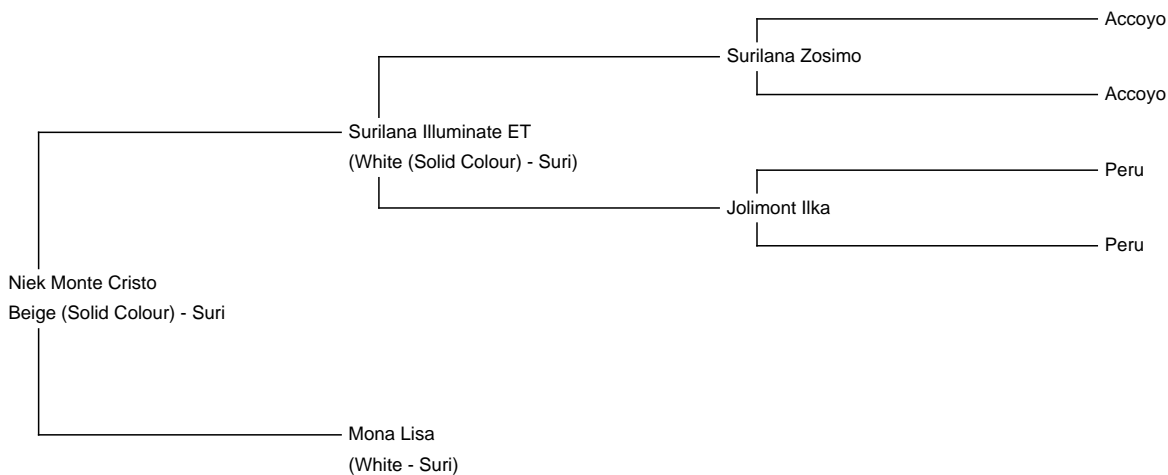 Accoyo
Surilana Zosimo
Accoyo
Surilana Illuminate ET
(White (Solid Colour) - Suri)
Peru
Jolimont Ilka
Peru
Niek Monte Cristo
Beige (Solid Colour) - Suri
Mona Lisa
(White - Suri)